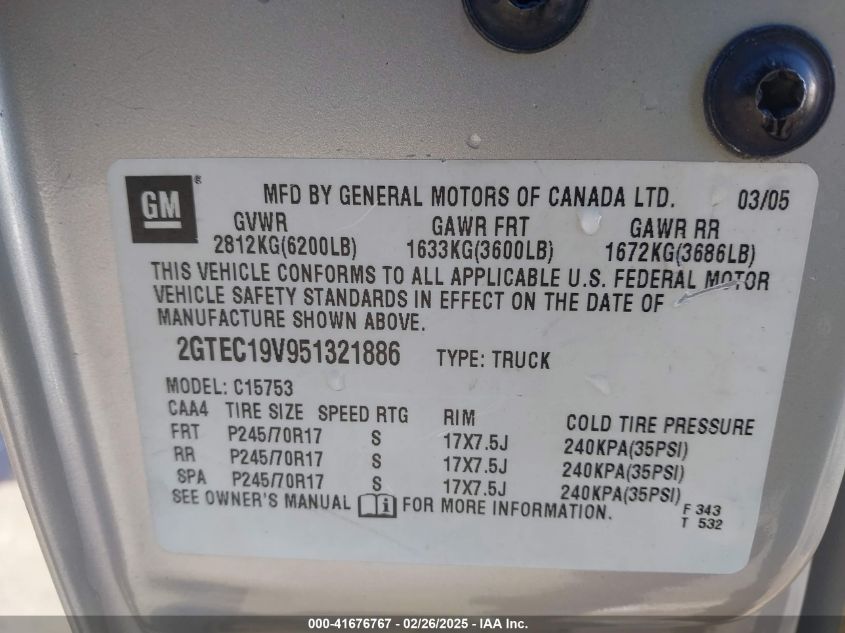 GM® MFD BY GENERAL MOTORS OF CANADA LTD. 03/05
GVWR GAWR FRT GAWR RR
2812KG(6200LB) 1633KG(3600LB) 1672KG(3686LB)
THIS VEHICLE CONFORMS TO ALL APPLICABLE U.S. FEDERAL MOTOR
VEHICLE SAFETY STANDARDS IN EFFECT ON THE DATE OF
MANUFACTURE SHOWN ABOVE.
2GTEC19V951321886 TYPE: TRUCK
MODEL: C15753
CAA4 TIRE SIZE SPEED RTG RIM COLD TIRE PRESSURE
FRT P245/70R17 S 17X7.5J 240KPA(35PSI)
RR P245/70R17 S 17X7.5J 240KPA(35PSI)
SPA P245/70R17 S 17X7.5J 240KPA(35PSI)
SEE OWNER'S MANUAL i FOR MORE INFORMATION. F 343
T 532
000-41676767 - 02/26/2025 - IAA Inc.